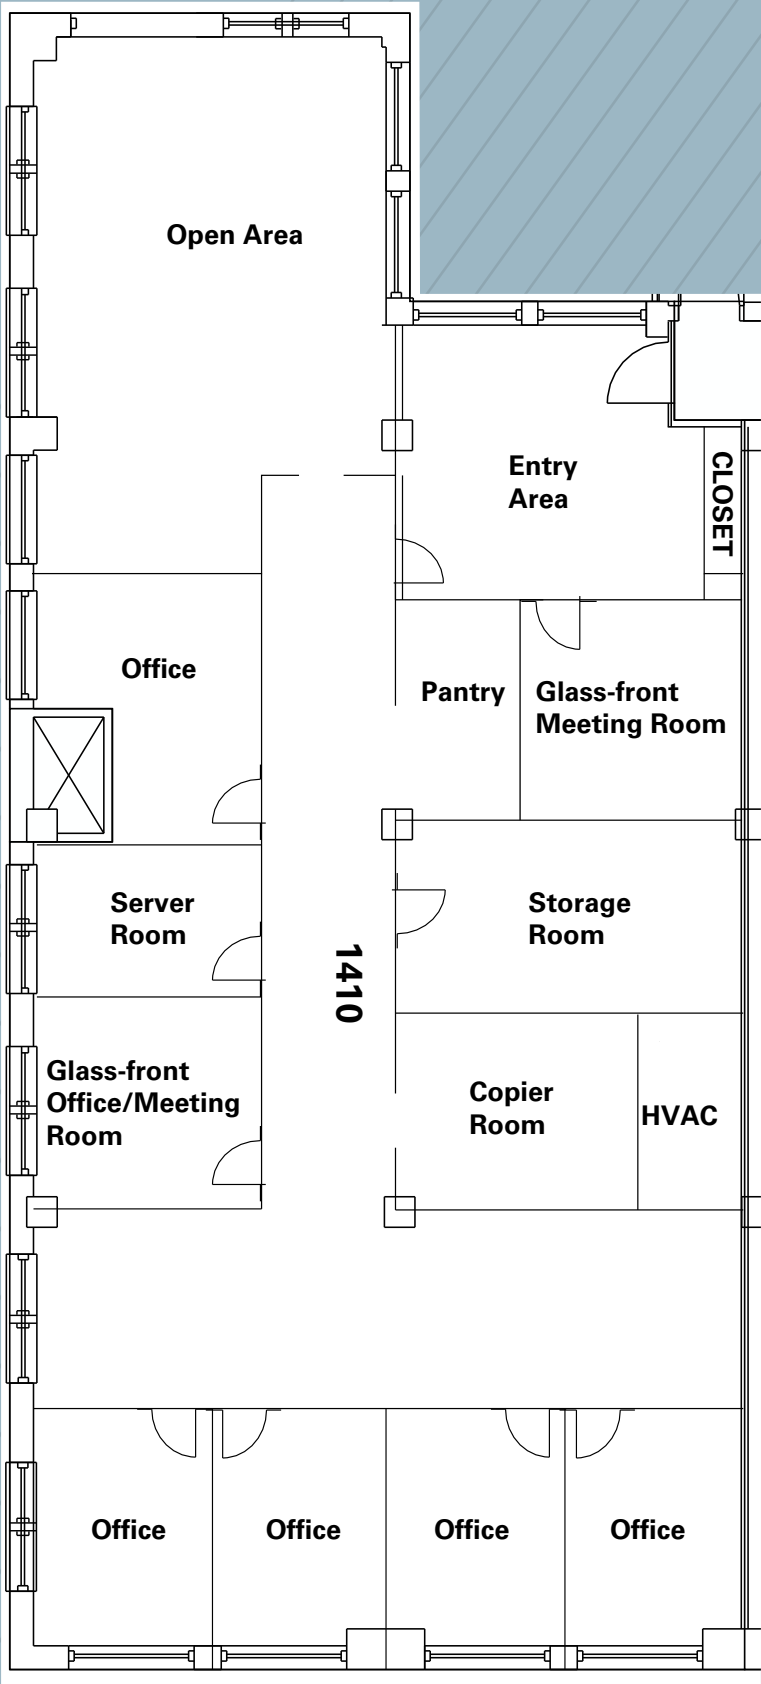 Open Area
Entry
Area
CLOSET
Office
Pantry
Glass-front
Meeting Room
Server
Room
Storage
Room
1410
Glass-front
Office/Meeting
Room
Copier
Room
HVAC
Office
Office
Office
Office